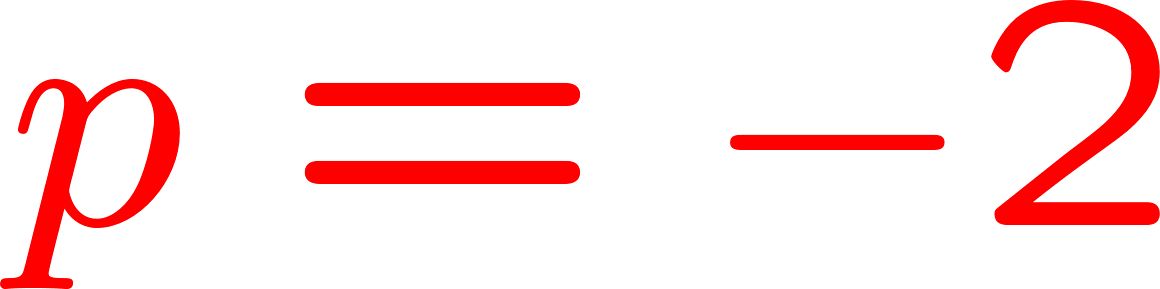 p = −2